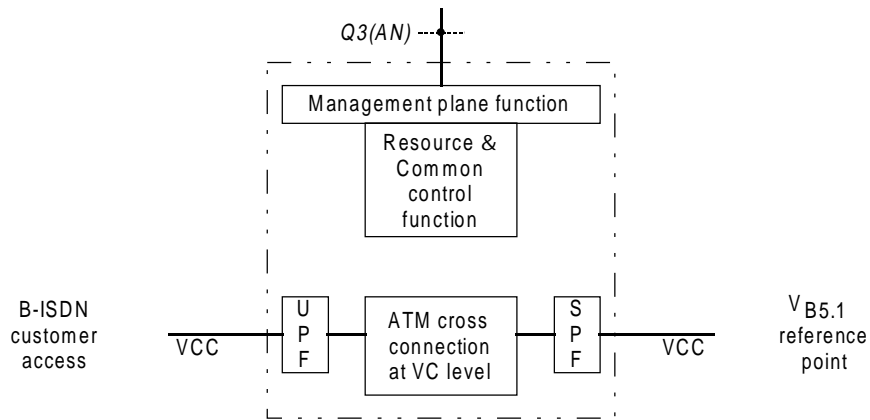 Q3(AN)
Management plane function
Resource &
Common
control
function
B-ISDN
customer
access
VCC
U
P
F
ATM cross
connection
at VC level
S
P
F
VCC
VB5.1
reference
point